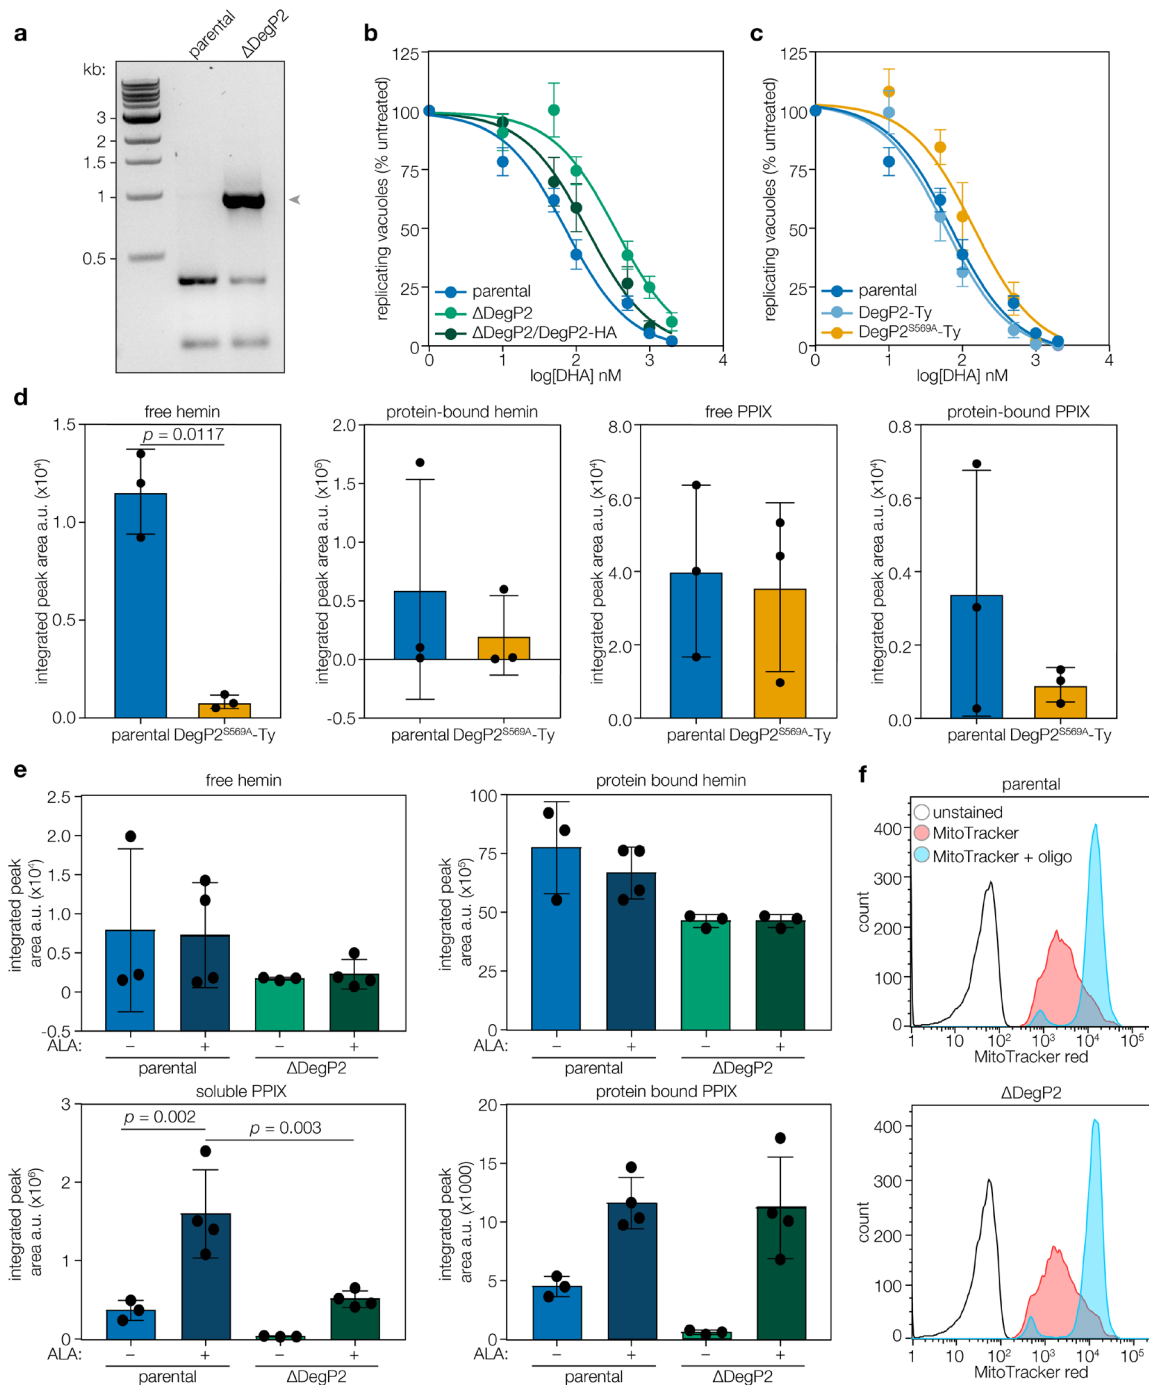 a
parental
ΔDegP2
kb:
3
2
1.5
1
0.5
b
replicating vacuoles (% untreated)
125
100
75
50
25
0
parental
ΔDegP2
ΔDegP2/DegP2-HA
0
1
2
3
4
log[DHA] nM
c
replicating vacuoles (% untreated)
125
100
75
50
25
0
parental
DegP2-Ty
DegP2S569A-Ty
0
1
2
3
4
log[DHA] nM
d
free hemin
integrated peak area a.u. (x10⁴)
1.5
1.0
0.5
0.0
p = 0.0117
parental DegP2S569A-Ty
protein-bound hemin
integrated peak area a.u. (x10⁵)
2.0
1.5
1.0
0.5
0.0
-0.5
parental DegP2S569A-Ty
free PPIX
integrated peak area a.u. (x10⁴)
8.0
6.0
4.0
2.0
0.0
parental DegP2S569A-Ty
protein-bound PPIX
integrated peak area a.u. (x10⁴)
0.8
0.6
0.4
0.2
0.0
parental DegP2S569A-Ty
e
free hemin
integrated peak
area a.u. (x10⁴)
2.5
2.0
1.5
1.0
0.5
0
-0.5
ALA: – + – +
parental ΔDegP2
protein bound hemin
integrated peak
area a.u. (x10⁵)
100
75
50
25
0
ALA: – + – +
parental ΔDegP2
soluble PPIX
integrated peak
area a.u. (x10⁶)
3
2
1
0
p = 0.002
p = 0.003
ALA: – + – +
parental ΔDegP2
protein bound PPIX
integrated peak
area a.u. (x1000)
20
15
10
5
0
ALA: – + – +
parental ΔDegP2
f
parental
unstained
MitoTracker
MitoTracker + oligo
count
400
300
200
100
0
1 10 10² 10³ 10⁴ 10⁵
MitoTracker red
ΔDegP2
count
400
300
200
100
0
1 10 10² 10³ 10⁴ 10⁵
MitoTracker red